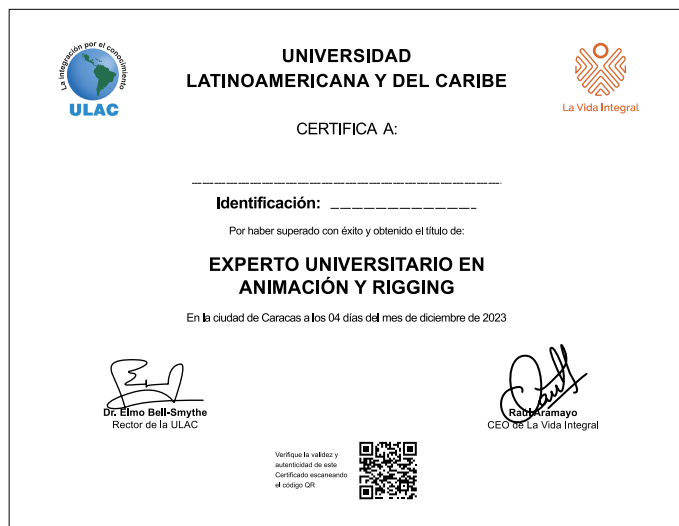 La integración por el conocimiento
ULAC
UNIVERSIDAD
LATINOAMERICANA Y DEL CARIBE
La Vida Integral
CERTIFICA A:
Identificación:
Por haber superado con éxito y obtenido el título de:
EXPERTO UNIVERSITARIO EN
ANIMACIÓN Y RIGGING
En la ciudad de Caracas a los 04 días del mes de diciembre de 2023
Dr. Elmo Bell-Smythe
Rector de la ULAC
Raúl Aramayo
CEO de La Vida Integral
Verifique la validez y
autenticidad de este
Certificado escaneando
el código QR